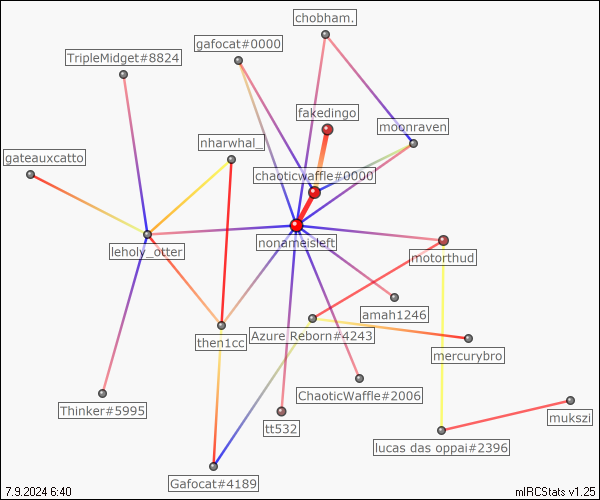 chobham.
gafocat#0000
TripleMidget#8824
fakedingo
moonraven
nharwhal_
gateauxcatto
chaoticwaffle#0000
nonameisleft
leholy_otter
motorthud
amah1246
Azure Reborn#4243
then1cc
mercurybro
ChaoticWaffle#2006
Thinker#5995
mukszi
tt532
lucas das oppai#2396
Gafocat#4189
7.9.2024 6:40
mIRCStats v1.25